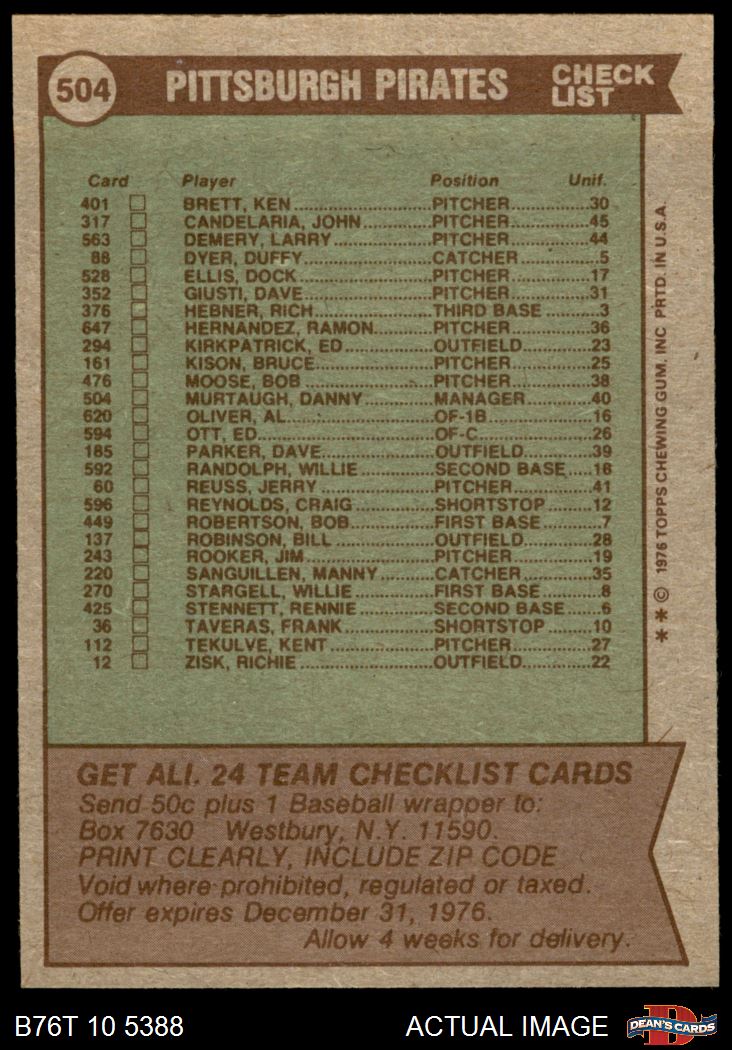 504 PITTSBURGH PIRATES CHECK LIST
Card Player Position Unif.
401 BRETT, KEN PITCHER 30
317 CANDELARIA, JOHN PITCHER 45
563 DEMERY, LARRY PITCHER 44
88 DYER, DUFFY CATCHER 5
528 ELLIS, DOCK PITCHER 17
352 GIUSTI, DAVE PITCHER 31
376 HEBNER, RICH THIRD BASE 3
647 HERNANDEZ, RAMON PITCHER 36
294 KIRKPATRICK, ED OUTFIELD 23
161 KISON, BRUCE PITCHER 25
476 MOOSE, BOB PITCHER 38
504 MURTAUGH, DANNY MANAGER 40
620 OLIVER, AL OF-1B 16
594 OTT, ED OF-C 26
185 PARKER, DAVE OUTFIELD 39
592 RANDOLPH, WILLIE SECOND BASE 18
60 REUSS, JERRY PITCHER 41
596 REYNOLDS, CRAIG SHORTSTOP 12
449 ROBERTSON, BOB FIRST BASE 7
137 ROBINSON, BILL OUTFIELD 28
243 ROOKER, JIM PITCHER 19
220 SANGUILLEN, MANNY CATCHER 35
270 STARGELL, WILLIE FIRST BASE 8
425 STENNETT, RENNIE SECOND BASE 6
36 TAVERAS, FRANK SHORTSTOP 10
112 TEKULVE, KENT PITCHER 27
12 ZISK, RICHIE OUTFIELD 22
* * © 1976 TOPPS CHEWING GUM, INC PRTD. IN U.S.A.
GET ALL 24 TEAM CHECKLIST CARDS
Send 50c plus 1 Baseball wrapper to:
Box 7630 Westbury, N.Y. 11590.
PRINT CLEARLY, INCLUDE ZIP CODE
Void where prohibited, regulated or taxed.
Offer expires December 31, 1976.
Allow 4 weeks for delivery.
B76T 10 5388 ACTUAL IMAGE DEAN'S CARDS